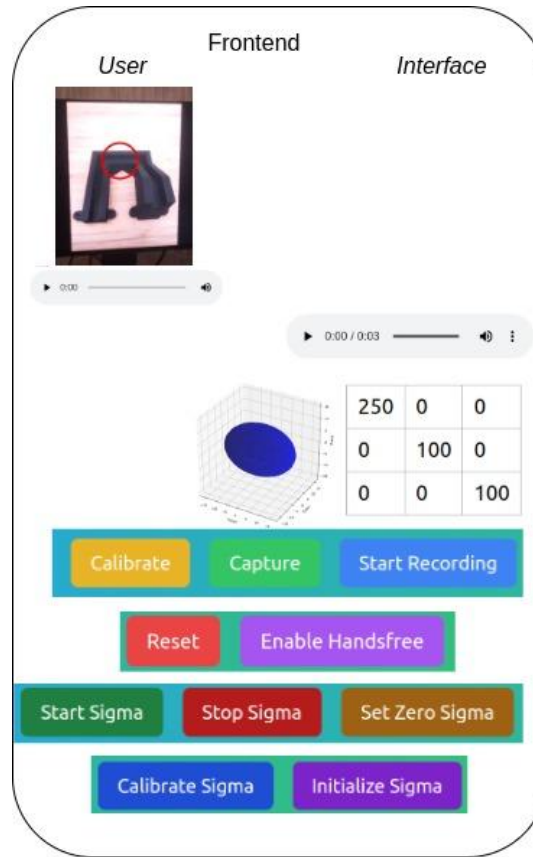 Frontend
User Interface
0:00
0:00 / 0:03
250 0 0
0 100 0
0 0 100
Calibrate Capture Start Recording
Reset Enable Handsfree
Start Sigma Stop Sigma Set Zero Sigma
Calibrate Sigma Initialize Sigma